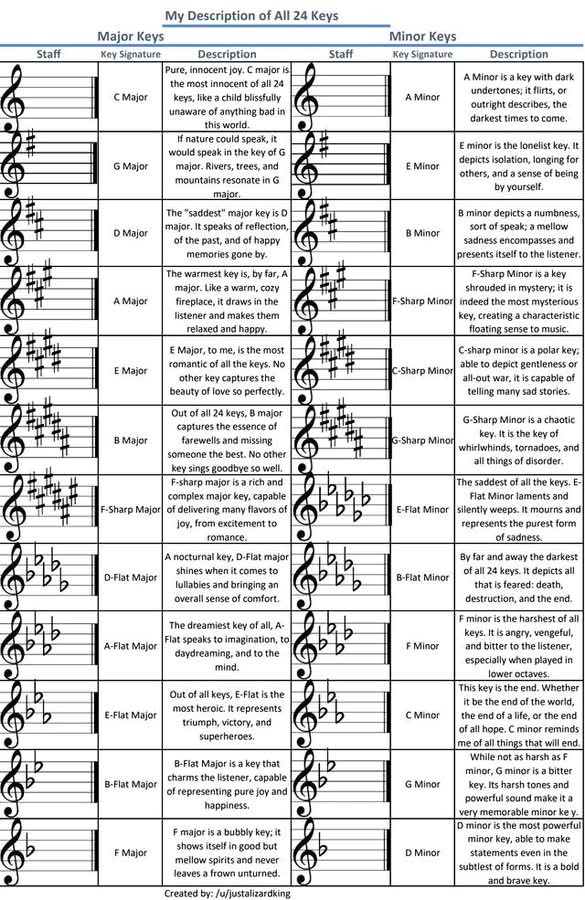 My Description of All 24 Keys
Major Keys
Minor Keys
Staff Key Signature Description Staff Key Signature Description
C Major
Pure, innocent joy. C major is
the most innocent of all 24
keys, like a child blissfully
unaware of anything bad in
this world.
A Minor
A Minor is a key with dark
undertones; it flirts, or
outright describes, the
darkest times to come.
G Major
If nature could speak, it
would speak in the key of G
major. Rivers, trees, and
mountains resonate in G
major.
E Minor
E minor is the lonelist key. It
depicts isolation, longing for
others, and a sense of being
by yourself.
D Major
The "saddest" major key is D
major. It speaks of reflection,
of the past, and of happy
memories gone by.
B Minor
B minor depicts a numbness,
sort of speak; a mellow
sadness encompasses and
presents itself to the listener.
A Major
The warmest key is, by far, A
major. Like a warm, cozy
fireplace, it draws in the
listener and makes them
relaxed and happy.
F-Sharp Minor
F-Sharp Minor is a key
shrouded in mystery; it is
indeed the most mysterious
key, creating a characteristic
floating sense to music.
E Major
E Major, to me, is the most
romantic of all the keys. No
other key captures the
beauty of love so perfectly.
C-Sharp Minor
C-sharp minor is a polar key;
able to depict gentleness or
all-out war, it is capable of
telling many sad stories.
B Major
Out of all 24 keys, B major
captures the essence of
farewells and missing
someone the best. No other
key sings goodbye so well.
G-Sharp Minor
G-Sharp Minor is a chaotic
key. It is the key of
whirlwhinds, tornadoes, and
all things of disorder.
F-Sharp Major
F-sharp major is a rich and
complex major key, capable
of delivering many flavors of
joy, from excitement to
romance.
E-Flat Minor
The saddest of all the keys. E-
Flat Minor laments and
silently weeps. It mourns and
represents the purest form
of sadness.
D-Flat Major
A nocturnal key, D-Flat major
shines when it comes to
lullabies and bringing an
overall sense of comfort.
B-Flat Minor
By far and away the darkest
of all 24 keys. It depicts all
that is feared: death,
destruction, and the end.
A-Flat Major
The dreamiest key of all, A-
Flat speaks to imagination, to
daydreaming, and to the
mind.
F Minor
F minor is the harshest of all
keys. It is angry, vengeful,
and bitter to the listener,
especially when played in
lower octaves.
E-Flat Major
Out of all keys, E-Flat is the
most heroic. It represents
triumph, victory, and
superheroes.
C Minor
This key is the end. Whether
it be the end of the world,
the end of a life, or the end
of all hope. C minor reminds
me of all things that will end.
B-Flat Major
B-Flat Major is a key that
charms the listener, capable
of representing pure joy and
happiness.
G Minor
While not as harsh as F
minor, G minor is a bitter
key. Its harsh tones and
powerful sound make it a
very memorable minor key.
F Major
F major is a bubbly key; it
shows itself in good but
mellow spirits and never
leaves a frown unturned.
D Minor
D minor is the most powerful
minor key, able to make
statements even in the
subtlest of forms. It is a bold
and brave key.
Created by: /u/justalizardking